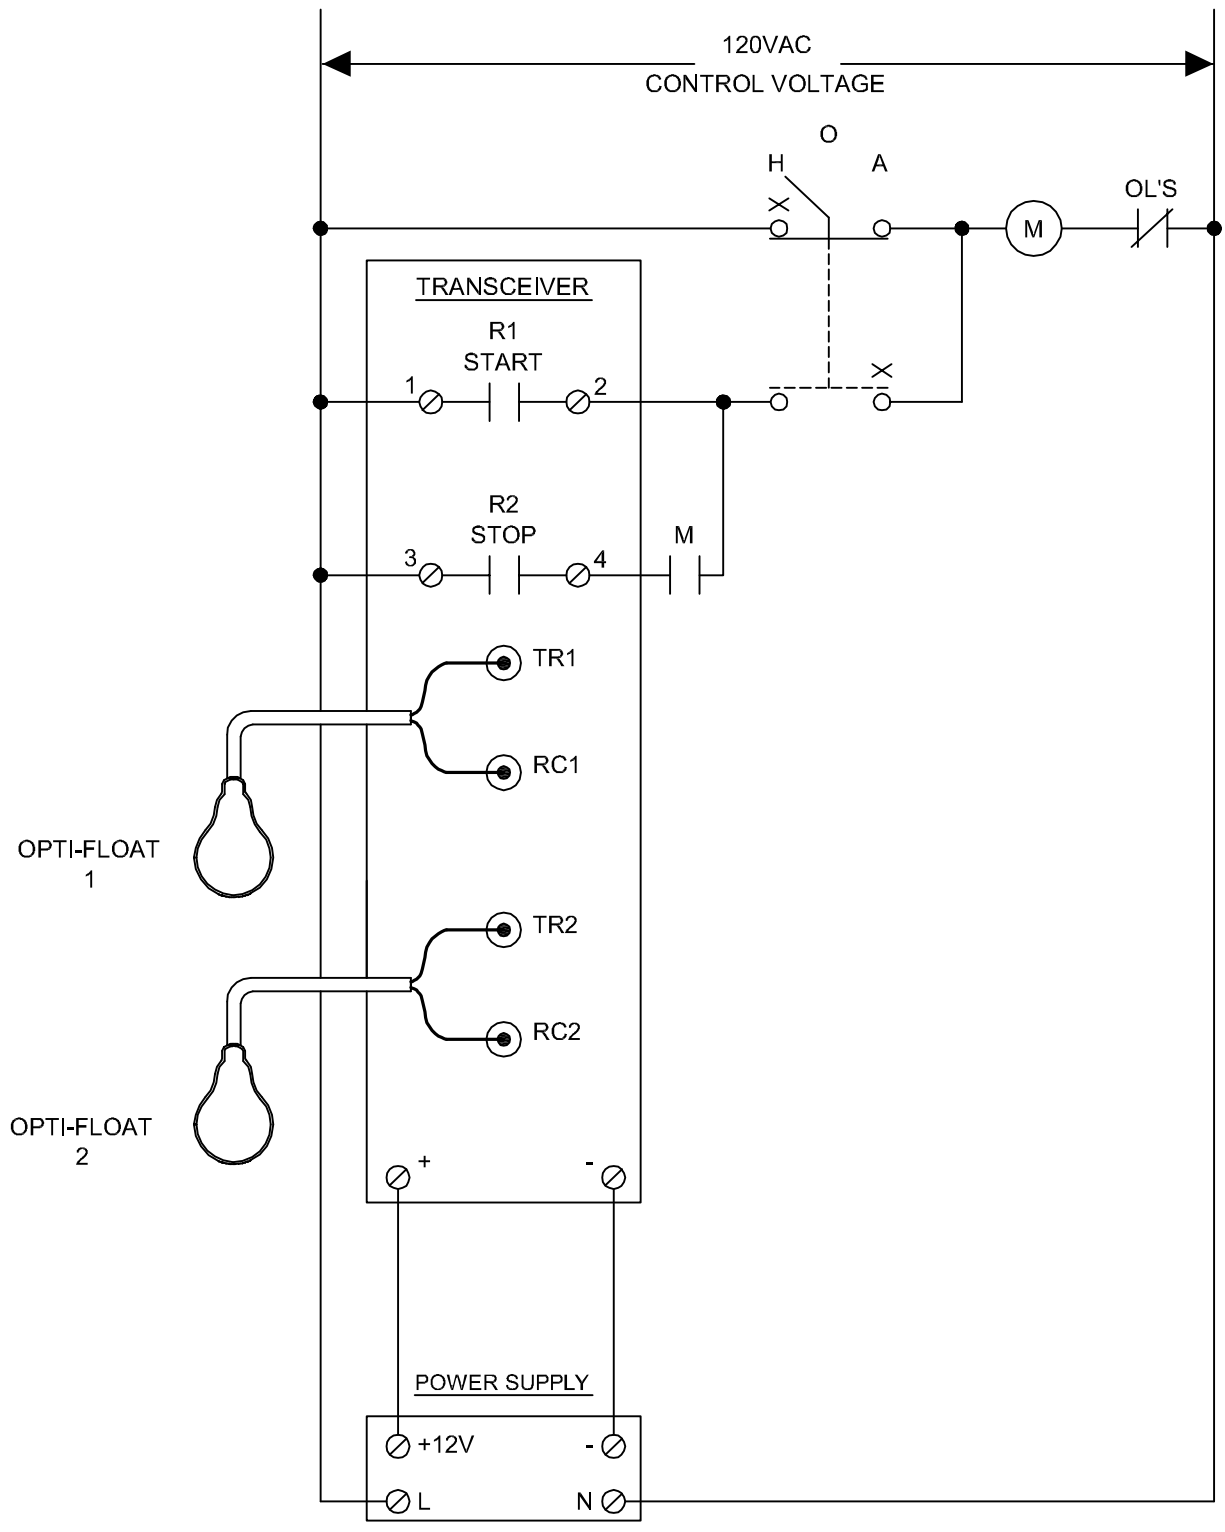 120VAC
CONTROL VOLTAGE
O
H
A
X
OL'S
M
TRANSCEIVER
R1
START
1
2
X
R2
STOP
M
3
4
TR1
RC1
OPTI-FLOAT
1
TR2
RC2
OPTI-FLOAT
2
+
-
POWER SUPPLY
+12V
-
L
N